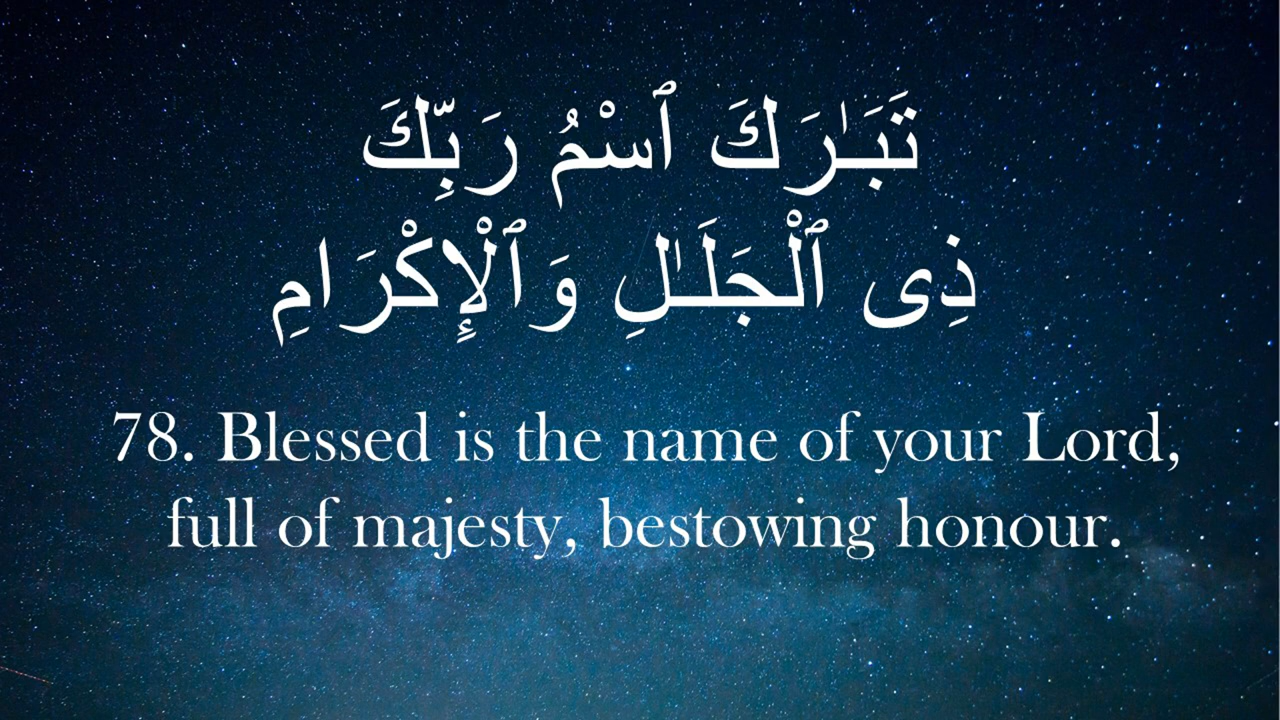 تَبَـٰرَكَ ٱسْمُ رَبِّكَ
ذِى ٱلْجَلَـٰلِ وَٱلْإِكْرَامِ
78. Blessed is the name of your Lord,
full of majesty, bestowing honour.